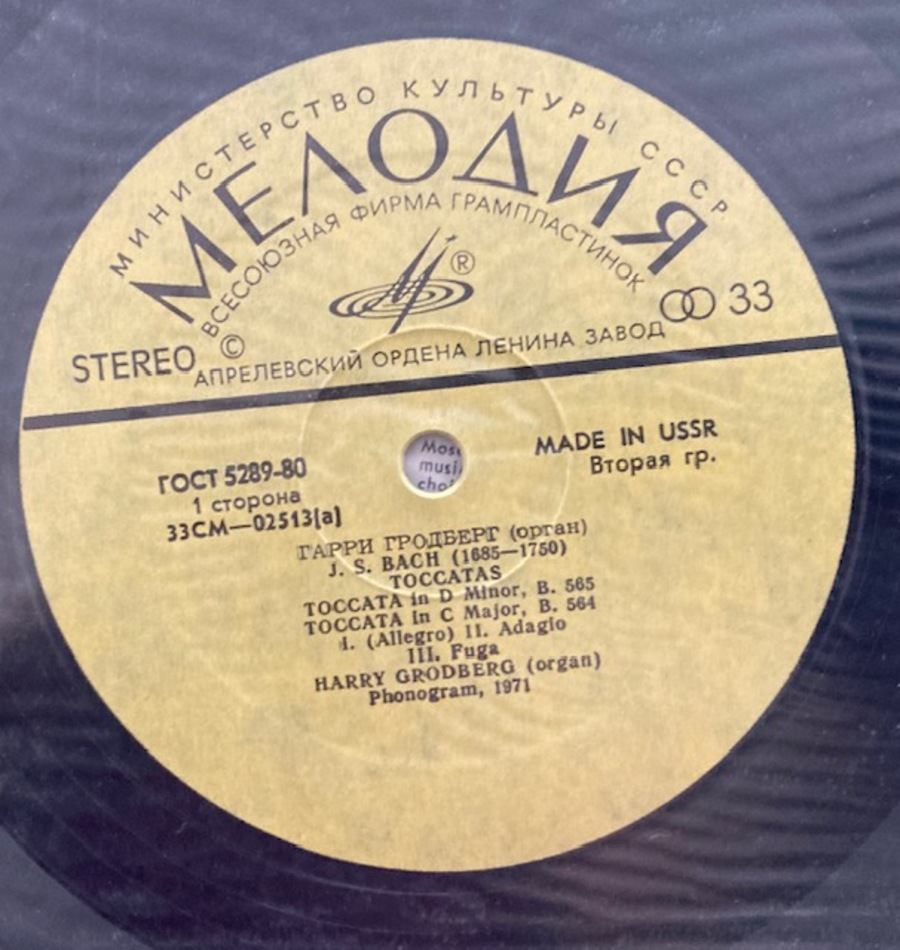 МИНИСТЕРСТВО КУЛЬТУРЫ СССР
МЕЛОДИЯ
ВСЕСОЮЗНАЯ ФИРМА ГРАМПЛАСТИНОК
®
33
STEREO ©
АПРЕЛЕВСКИЙ ОРДЕНА ЛЕНИНА ЗАВОД
ГОСТ 5289-80
1 сторона
33СМ—02513(а)
MADE IN USSR
Вторая гр.
musi
ГАРРИ ГРОДБЕРГ (орган)
J. S. BACH (1685—1750)
TOCCATAS
TOCCATA in D Minor, B. 565
TOCCATA in C Major, B. 564
I. (Allegro) II. Adagio
III. Fuga
HARRY GRODBERG (organ)
Phonogram, 1971